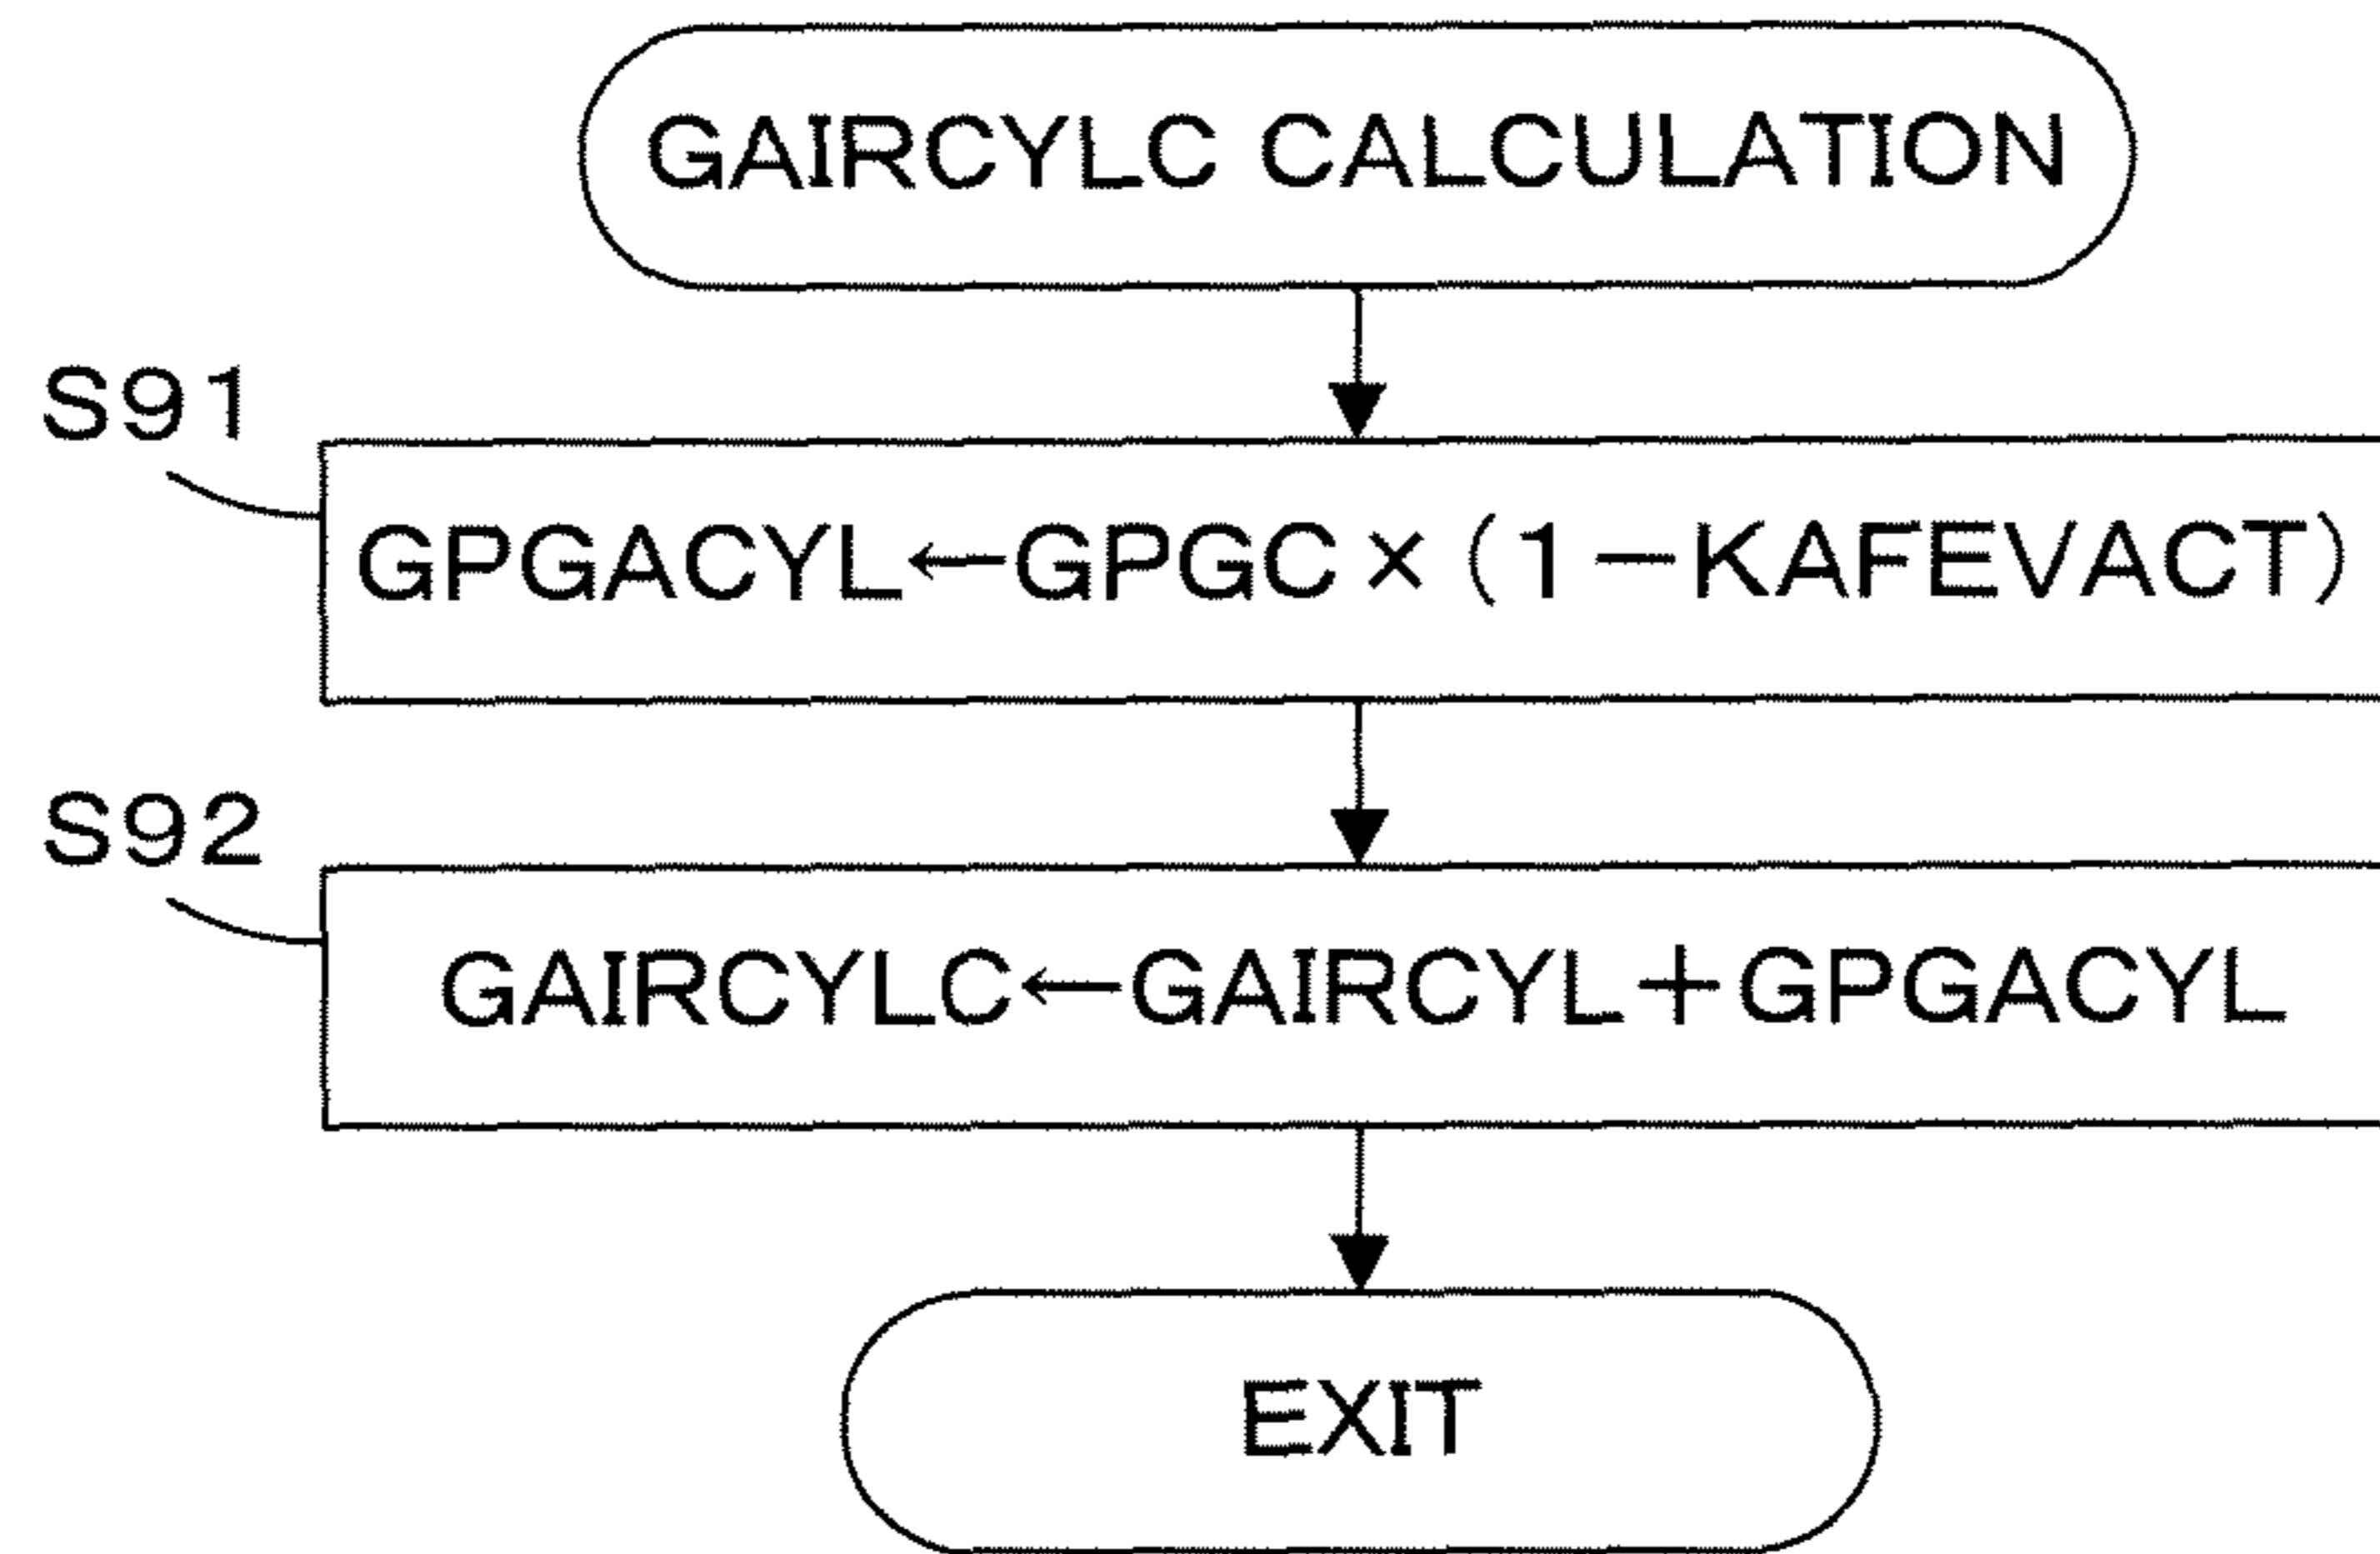 GAIRCYLC CALCULATION
S91
GPGACYL←GPGC×(1−KAFEVACT)
S92
GAIRCYLC←GAIRCYL+GPGACYL
EXIT